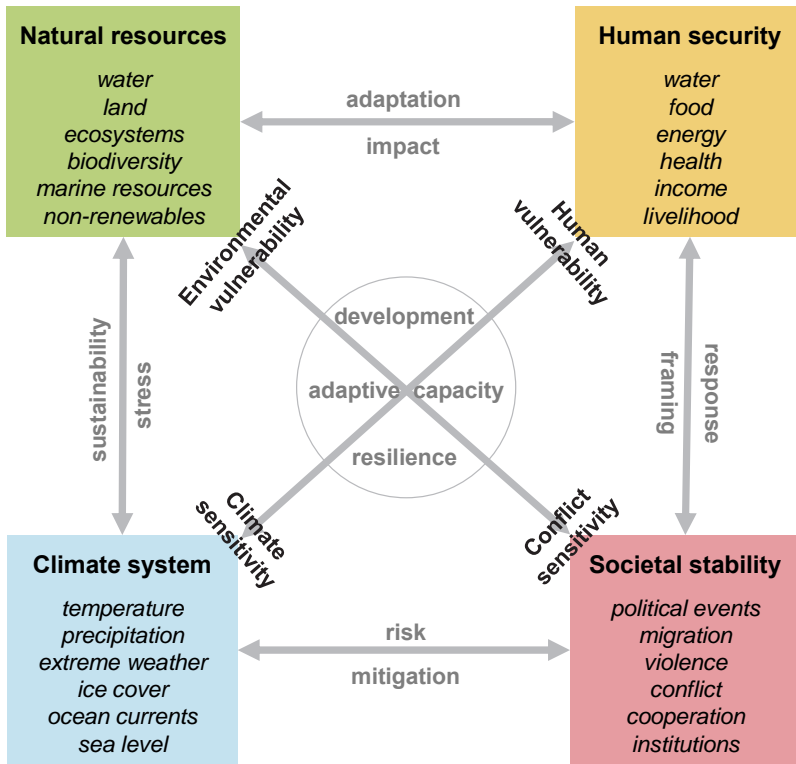 Natural resources
water
land
ecosystems
biodiversity
marine resources
non-renewables
adaptation
impact
Human security
water
food
energy
health
income
livelihood
Environmental
vulnerability
Human
vulnerability
sustainability
stress
development
adaptive capacity
resilience
framing
response
Climate
sensitivity
Conflict
sensitivity
Climate system
temperature
precipitation
extreme weather
ice cover
ocean currents
sea level
risk
mitigation
Societal stability
political events
migration
violence
conflict
cooperation
institutions